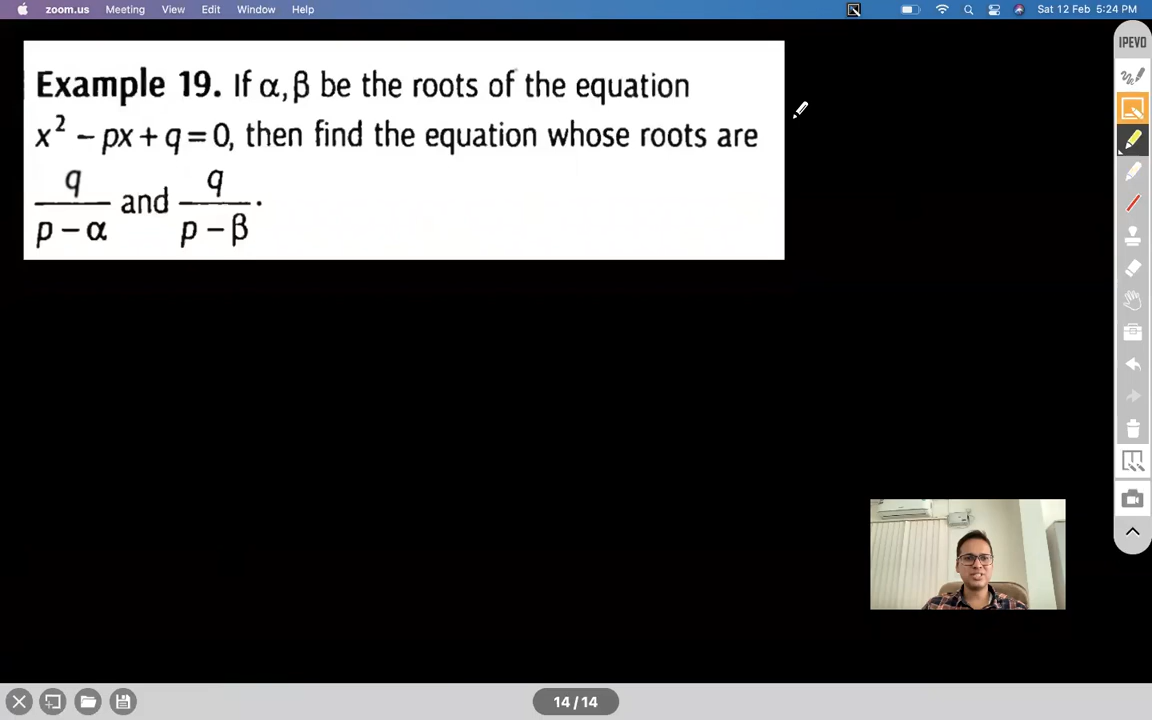 zoom.us Meeting View Edit Window Help Sat 12 Feb 5:24 PM
IPEVO
Example 19. If α, β be the roots of the equation
x² − px + q = 0, then find the equation whose roots are
q/(p − α) and q/(p − β).
14 / 14